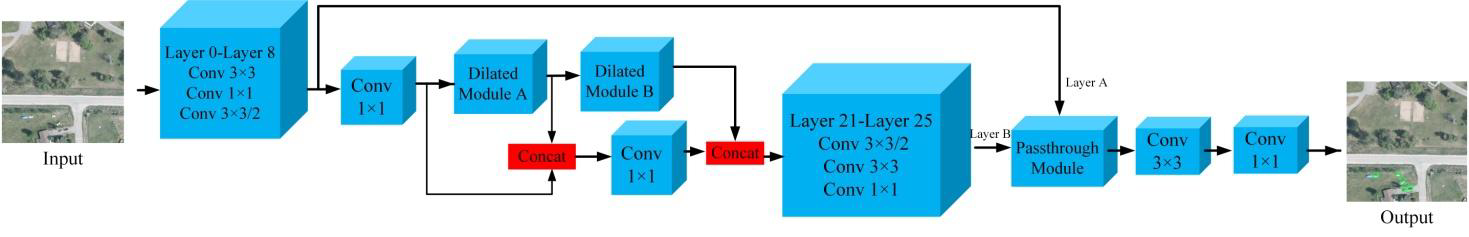 Input
Layer 0-Layer 8
Conv 3×3
Conv 1×1
Conv 3×3/2
Conv
1×1
Dilated
Module A
Dilated
Module B
Concat
Conv
1×1
Concat
Layer 21-Layer 25
Conv 3×3/2
Conv 3×3
Conv 1×1
Layer A
Layer B
Passthrough
Module
Conv
3×3
Conv
1×1
Output